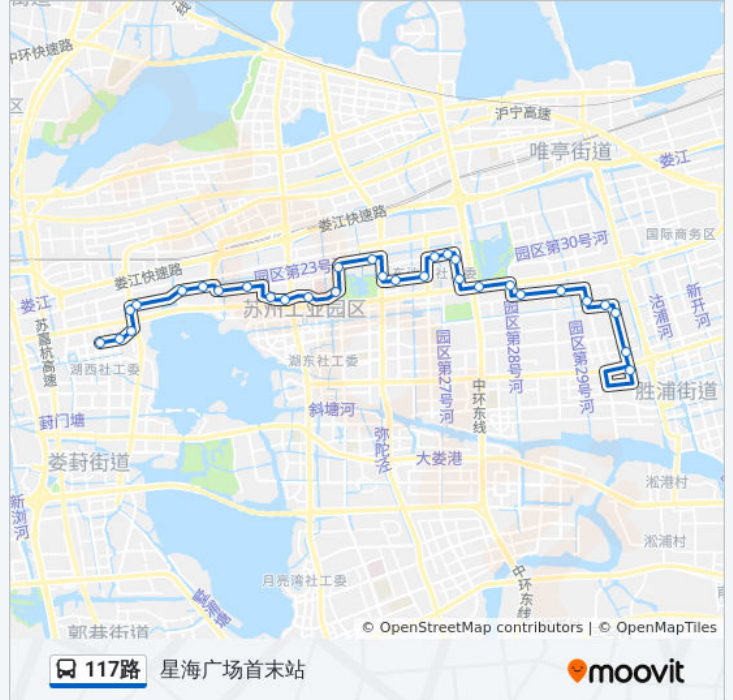 中环快速路
区
线
沪宁高速
唯亭街道
娄江
娄江快速路
国际商务区
园区第30号河
娄江快速路
园区第23号
娄江
苏州工业园区
沽浦河
新开河
苏嘉杭高速
园区第28号河
园区第29号河
园区第27号河
湖东社工委
湖西社工委
中环东线
胜浦街道
斜塘河
葑门塘
弥陀泾
娄葑街道
大娄港
淞港村
新浏河
淞浦村
月亮湾社工委
中环东线
郭巷街道
© OpenStreetMap contributors | © OpenMapTiles
117路 星海广场首末站
moovit